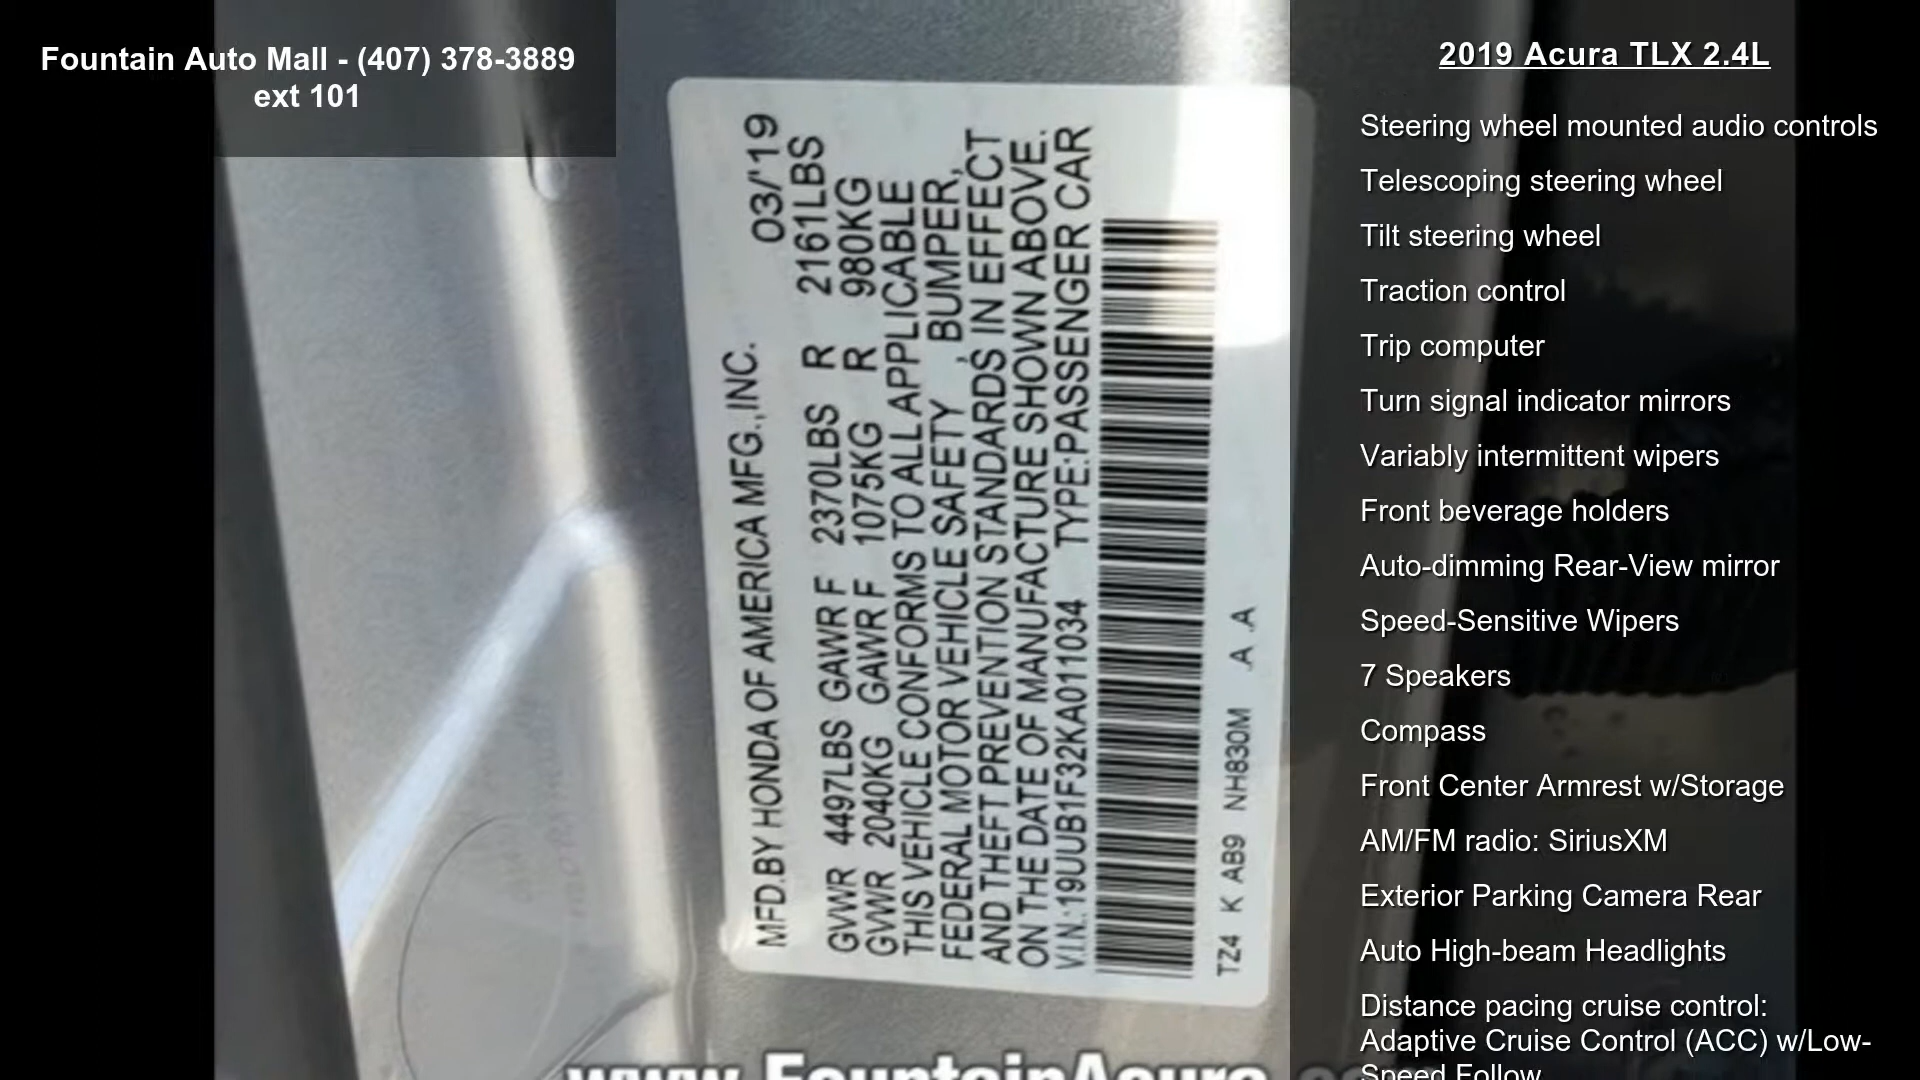 Fountain Auto Mall - (407) 378-3889
ext 101
MFD.BY HONDA OF AMERICA MFG.,INC. 03/'19
GVWR 4497LBS GAWR F 2370LBS R 2161LBS
GVWR 2040KG GAWR F 1075KG R 980KG
THIS VEHICLE CONFORMS TO ALL APPLICABLE
FEDERAL MOTOR VEHICLE SAFETY , BUMPER,
AND THEFT PREVENTION STANDARDS IN EFFECT
ON THE DATE OF MANUFACTURE SHOWN ABOVE.
V.I.N.:19UUB1F32KA011034 TYPE:PASSENGER CAR
TZ4 K AB9 NH830M A A
2019 Acura TLX 2.4L
Steering wheel mounted audio controls
Telescoping steering wheel
Tilt steering wheel
Traction control
Trip computer
Turn signal indicator mirrors
Variably intermittent wipers
Front beverage holders
Auto-dimming Rear-View mirror
Speed-Sensitive Wipers
7 Speakers
Compass
Front Center Armrest w/Storage
AM/FM radio: SiriusXM
Exterior Parking Camera Rear
Auto High-beam Headlights
Distance pacing cruise control:
Adaptive Cruise Control (ACC) w/Low-
Speed Follow
www.FountainAcura.co